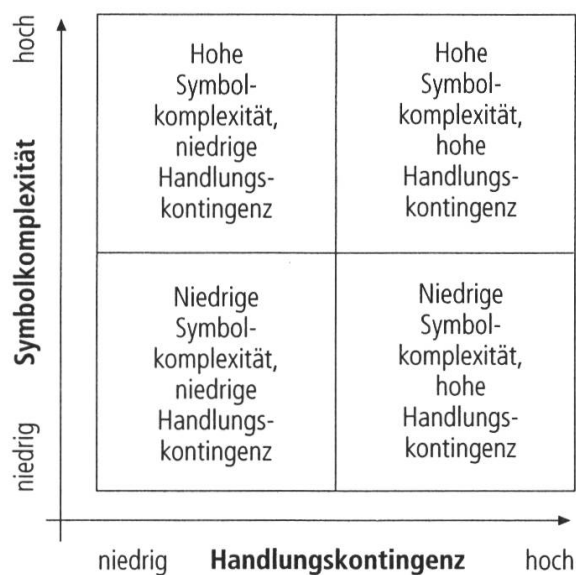 hoch
Symbolkomplexität
niedrig
Hohe
Symbol-
komplexität,
niedrige
Handlungs-
kontingenz
Hohe
Symbol-
komplexität,
hohe
Handlungs-
kontingenz
Niedrige
Symbol-
komplexität,
niedrige
Handlungs-
kontingenz
Niedrige
Symbol-
komplexität,
hohe
Handlungs-
kontingenz
niedrig Handlungskontingenz hoch